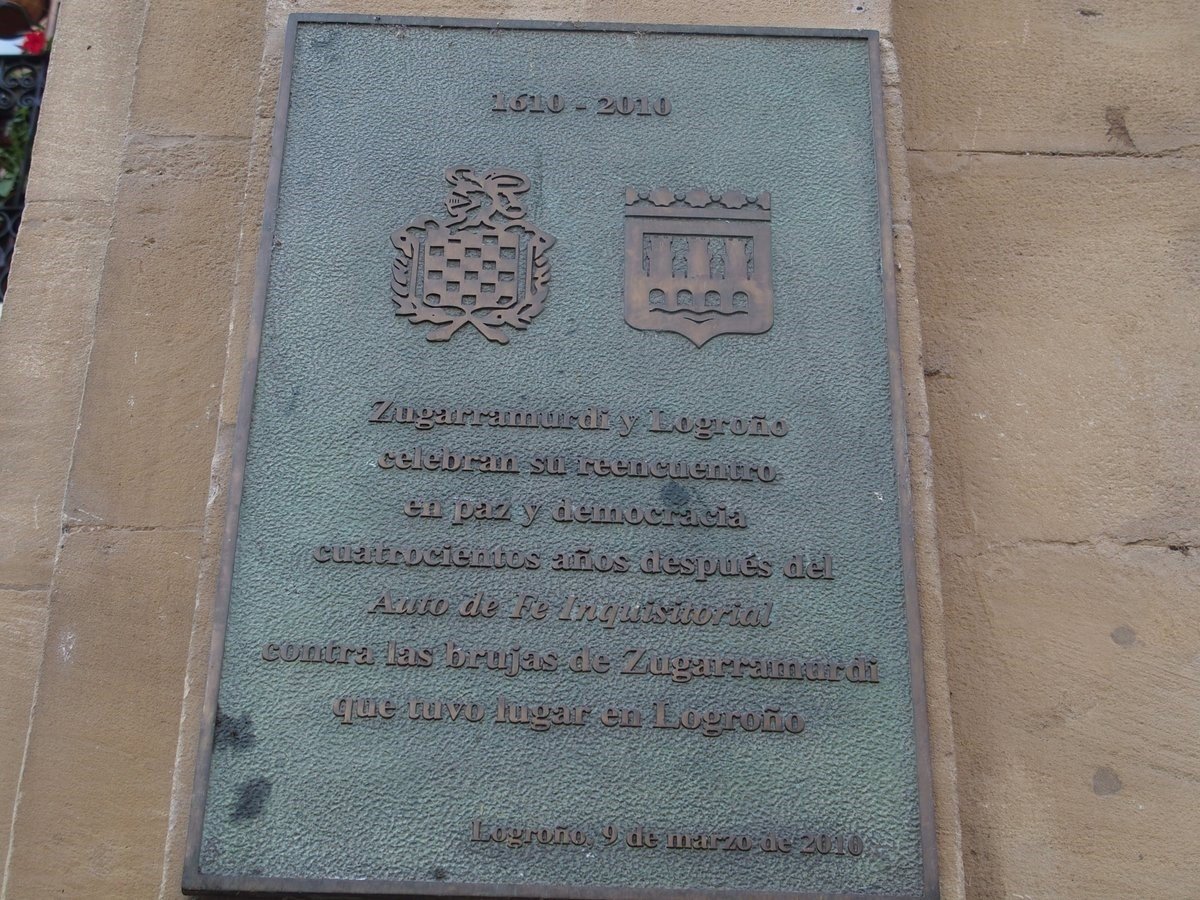 1610 - 2010
Zugarramurdi y Logroño
celebran su reencuentro
en paz y democracia
cuatrocientos años después del
Auto de Fe Inquisitorial
contra las brujas de Zugarramurdi
que tuvo lugar en Logroño
Logroño, 9 de marzo de 2010